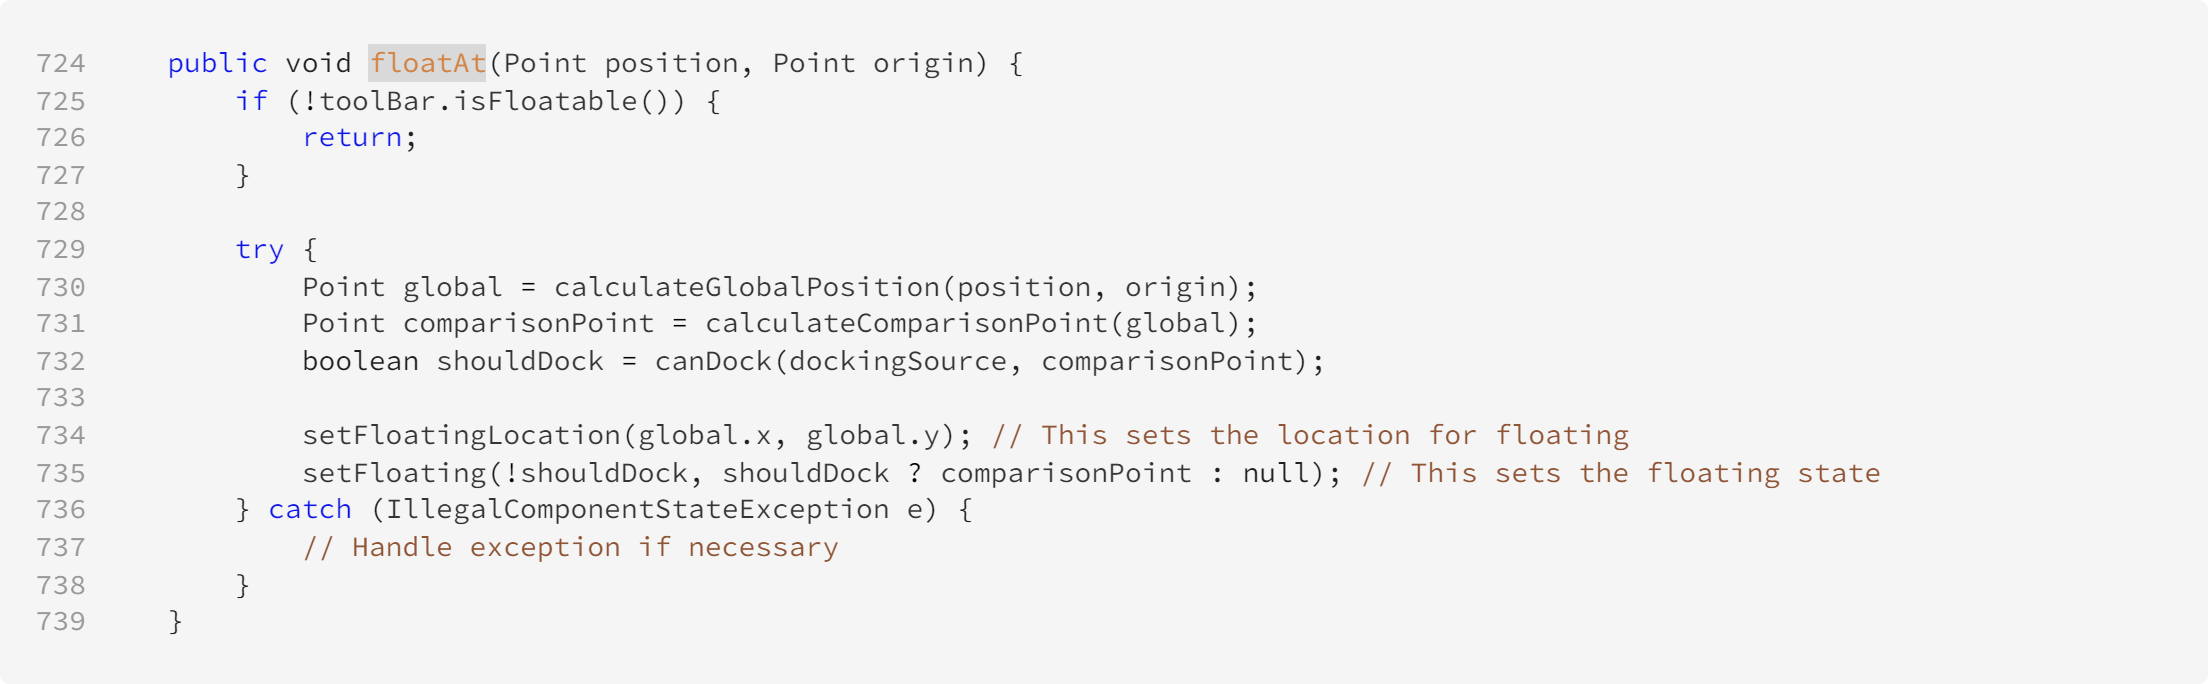 724     public void floatAt(Point position, Point origin) {
725         if (!toolBar.isFloatable()) {
726             return;
727         }
728
729         try {
730             Point global = calculateGlobalPosition(position, origin);
731             Point comparisonPoint = calculateComparisonPoint(global);
732             boolean shouldDock = canDock(dockingSource, comparisonPoint);
733
734             setFloatingLocation(global.x, global.y); // This sets the location for floating
735             setFloating(!shouldDock, shouldDock ? comparisonPoint : null); // This sets the floating state
736         } catch (IllegalComponentStateException e) {
737             // Handle exception if necessary
738         }
739     }